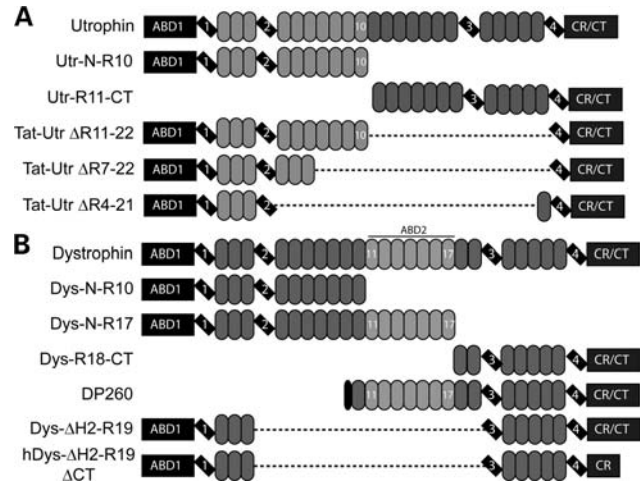 A
Utrophin ABD1 1 2 10 3 4 CR/CT
Utr-N-R10 ABD1 1 2 10
Utr-R11-CT 3 4 CR/CT
Tat-Utr ΔR11-22 ABD1 1 2 10 4 CR/CT
Tat-Utr ΔR7-22 ABD1 1 2 4 CR/CT
Tat-Utr ΔR4-21 ABD1 1 2 4 CR/CT
B
ABD2
Dystrophin ABD1 1 2 11 17 3 4 CR/CT
Dys-N-R10 ABD1 1 2
Dys-N-R17 ABD1 1 2 11 17
Dys-R18-CT 3 4 CR/CT
DP260 11 17 3 4 CR/CT
Dys-ΔH2-R19 ABD1 1 3 4 CR/CT
hDys-ΔH2-R19
ΔCT ABD1 1 3 4 CR